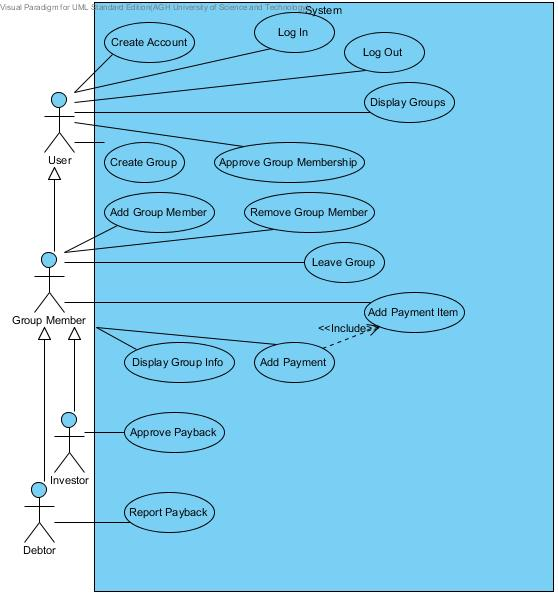 Visual Paradigm for UML Standard Edition(AGH University of Science and Technology)
System
Create Account
Log In
Log Out
Display Groups
User
Create Group
Approve Group Membership
Add Group Member
Remove Group Member
Leave Group
Group Member
Add Payment Item
<<Include>>
Display Group Info
Add Payment
Approve Payback
Investor
Report Payback
Debtor